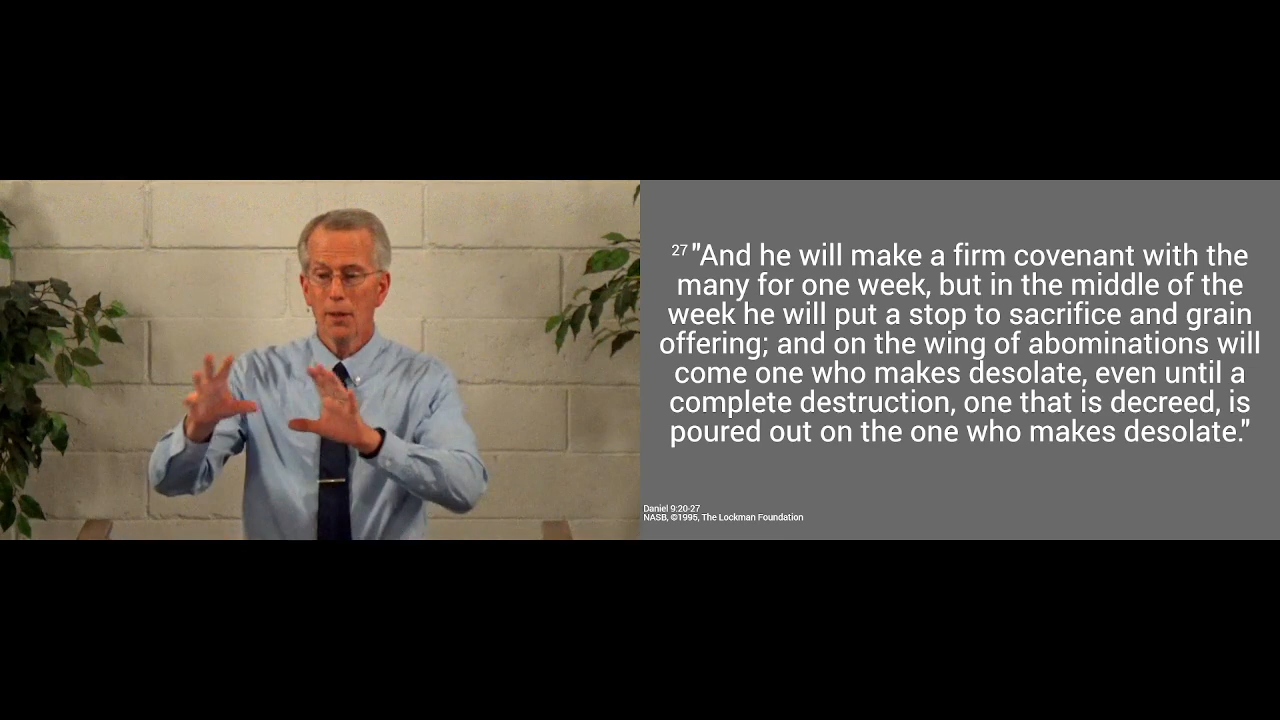 27 "And he will make a firm covenant with the
many for one week, but in the middle of the
week he will put a stop to sacrifice and grain
offering; and on the wing of abominations will
come one who makes desolate, even until a
complete destruction, one that is decreed, is
poured out on the one who makes desolate."
Daniel 9:20-27
NASB, ©1995, The Lockman Foundation